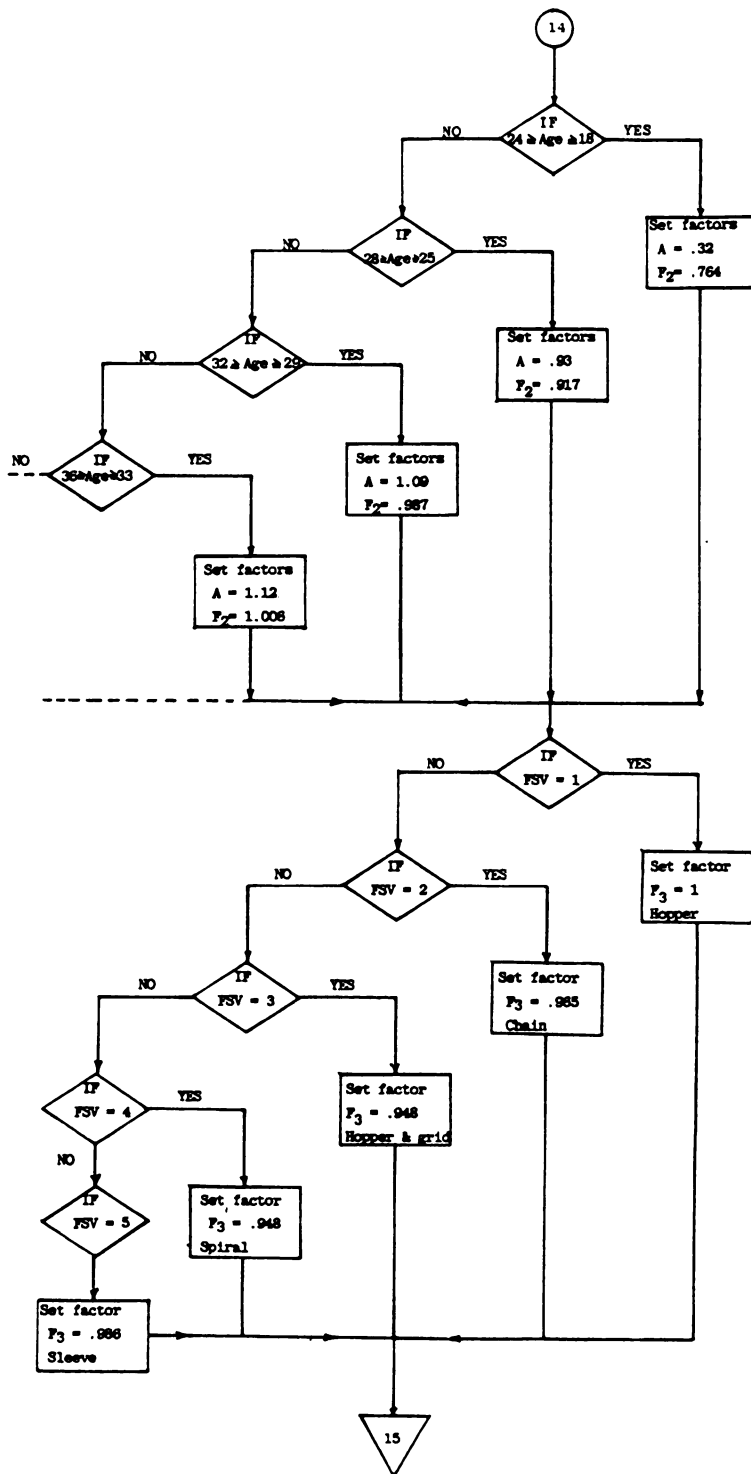 14
IF
24 ≥ Age ≥ 18
NO
YES
Set factors
A = .32
F2= .764
IF
28≥Age≥25
NO
YES
Set factors
A = .93
F2= .917
IF
32 ≥ Age ≥ 29
NO
YES
Set factors
A = 1.09
F2= .987
NO
IF
36≥Age≥33
YES
Set factors
A = 1.12
F2= 1.006
IF
FSV = 1
NO
YES
Set factor
F3 = 1
Hopper
IF
FSV = 2
NO
YES
Set factor
F3 = .985
Chain
IF
FSV = 3
NO
YES
Set factor
F3 = .948
Hopper & grid
IF
FSV = 4
YES
NO
Set factor
F3 = .948
Spiral
IF
FSV = 5
Set factor
F3 = .986
Sleeve
15